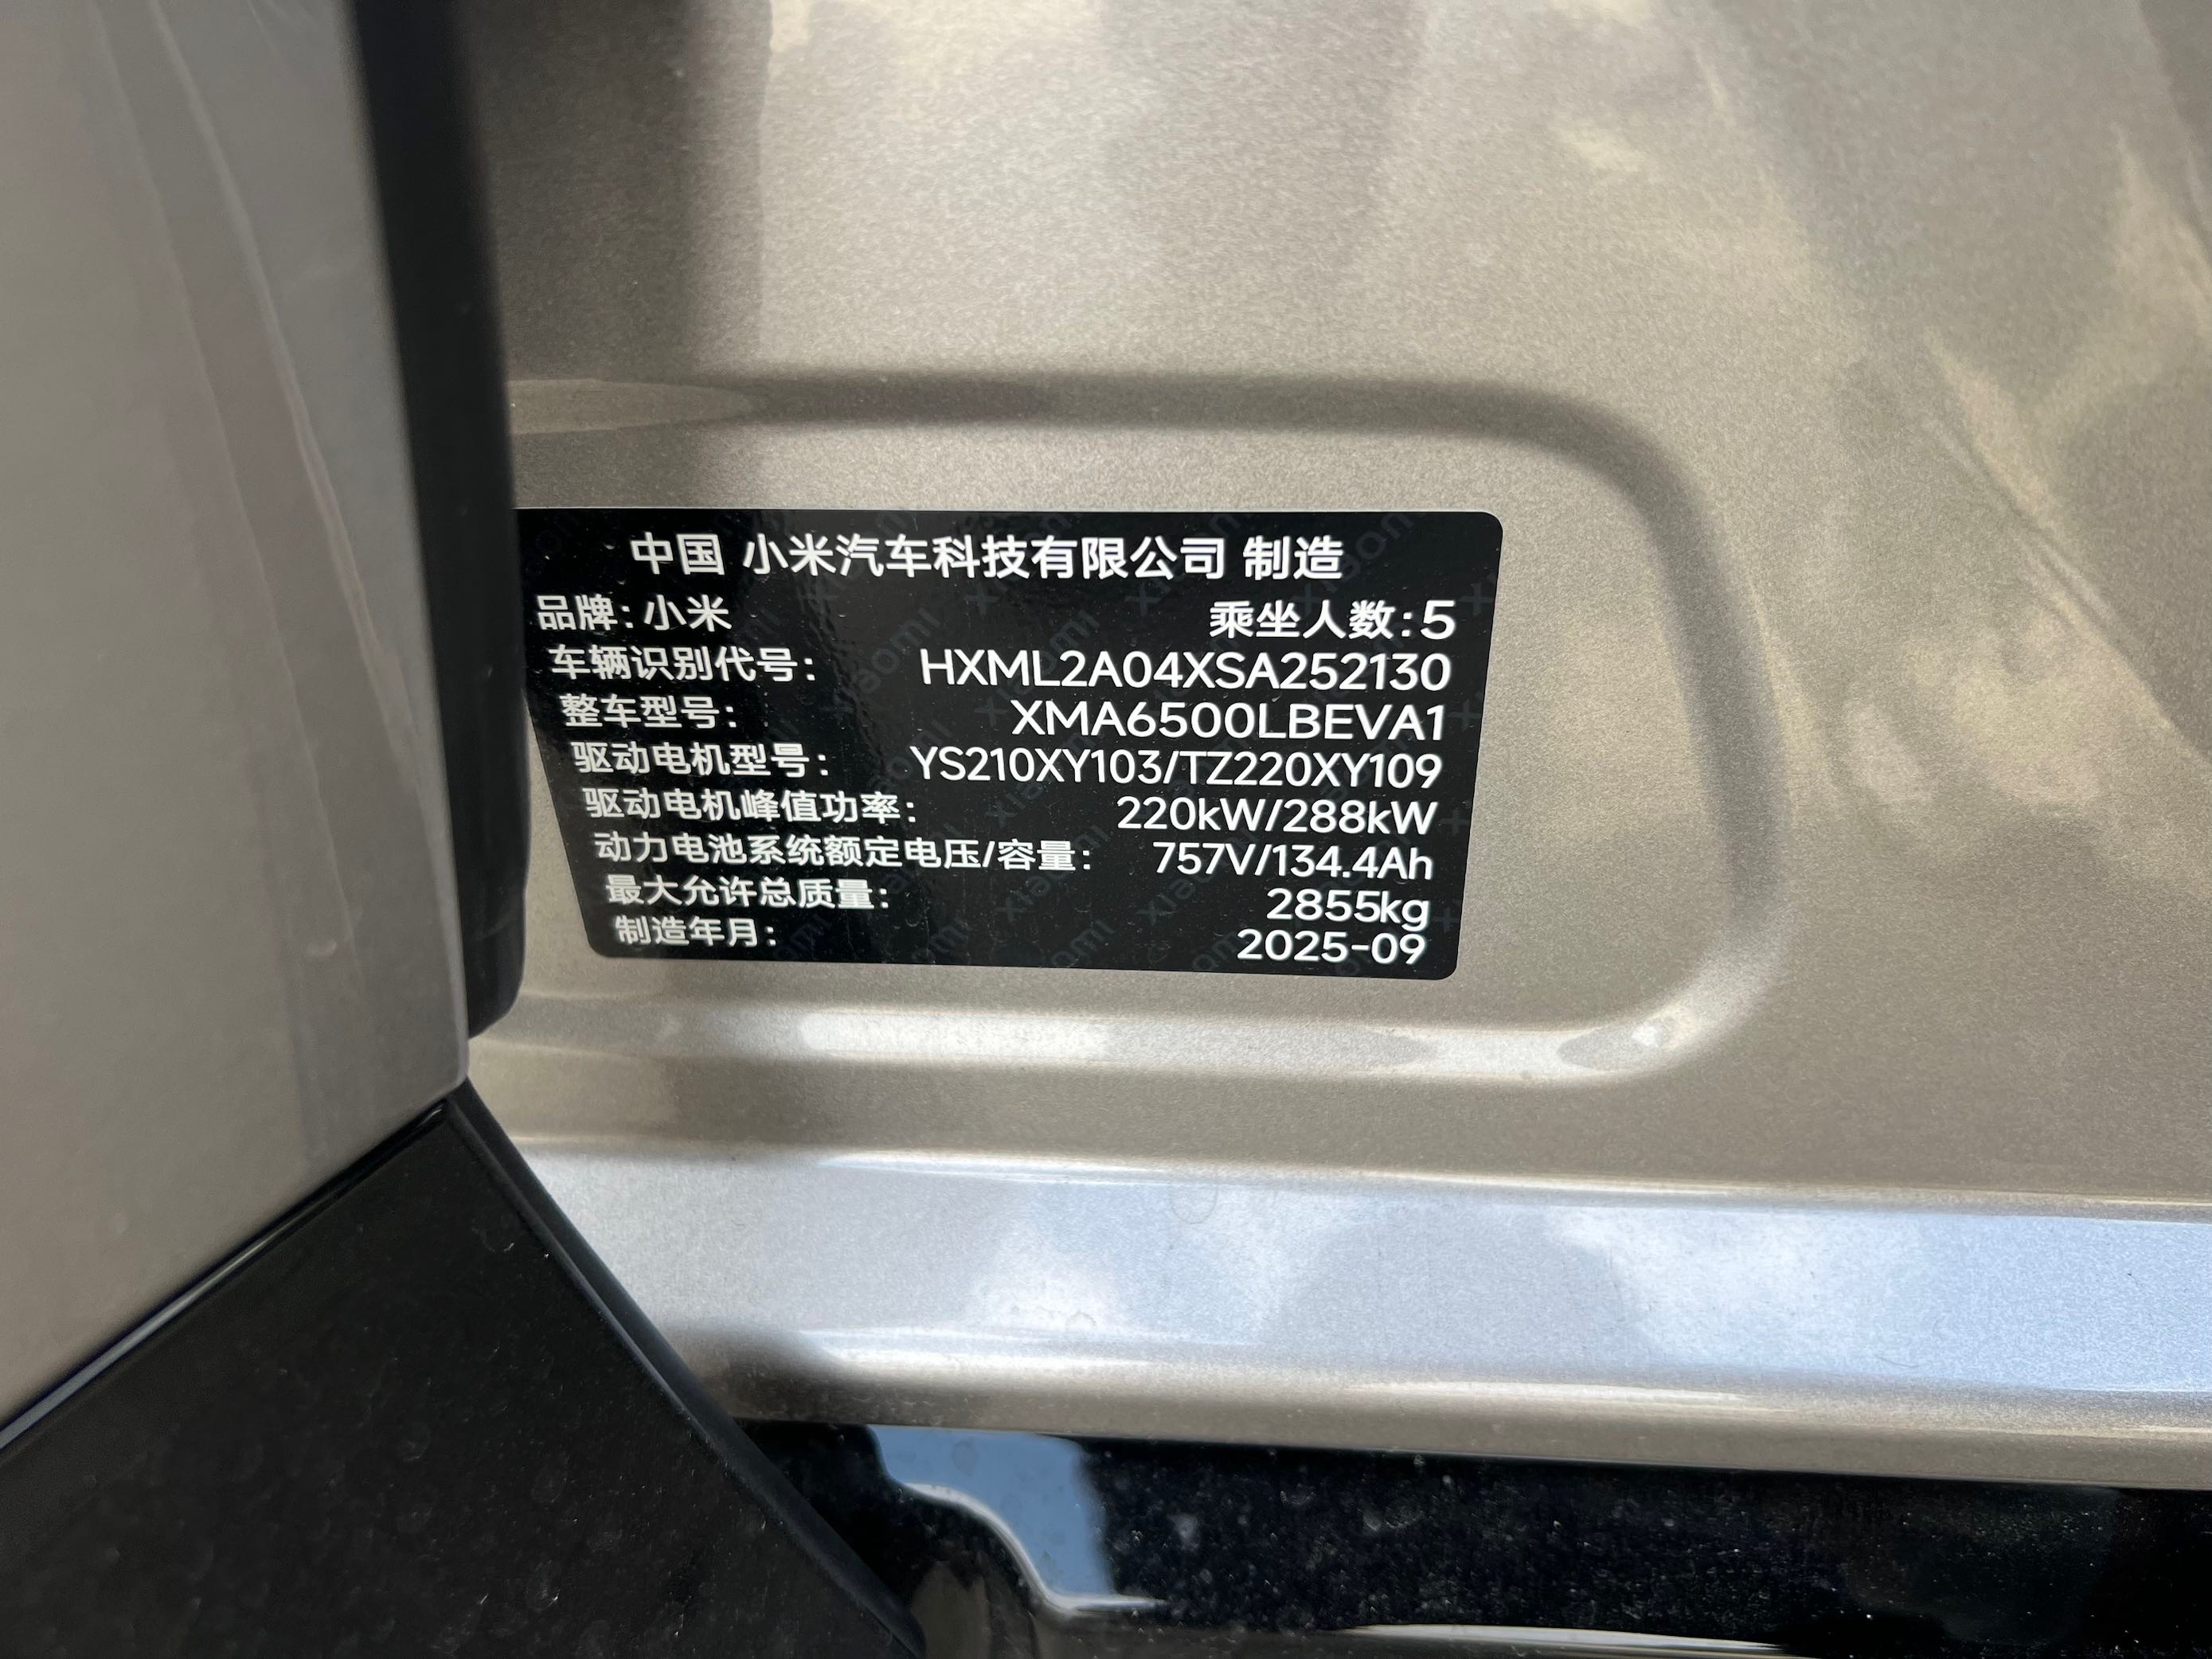 中国 小米汽车科技有限公司 制造
品牌:小米 乘坐人数:5
车辆识别代号: HXML2A04XSA252130
整车型号: XMA6500LBEVA1
驱动电机型号: YS210XY103/TZ220XY109
驱动电机峰值功率: 220kW/288kW
动力电池系统额定电压/容量: 757V/134.4Ah
最大允许总质量: 2855kg
制造年月: 2025-09